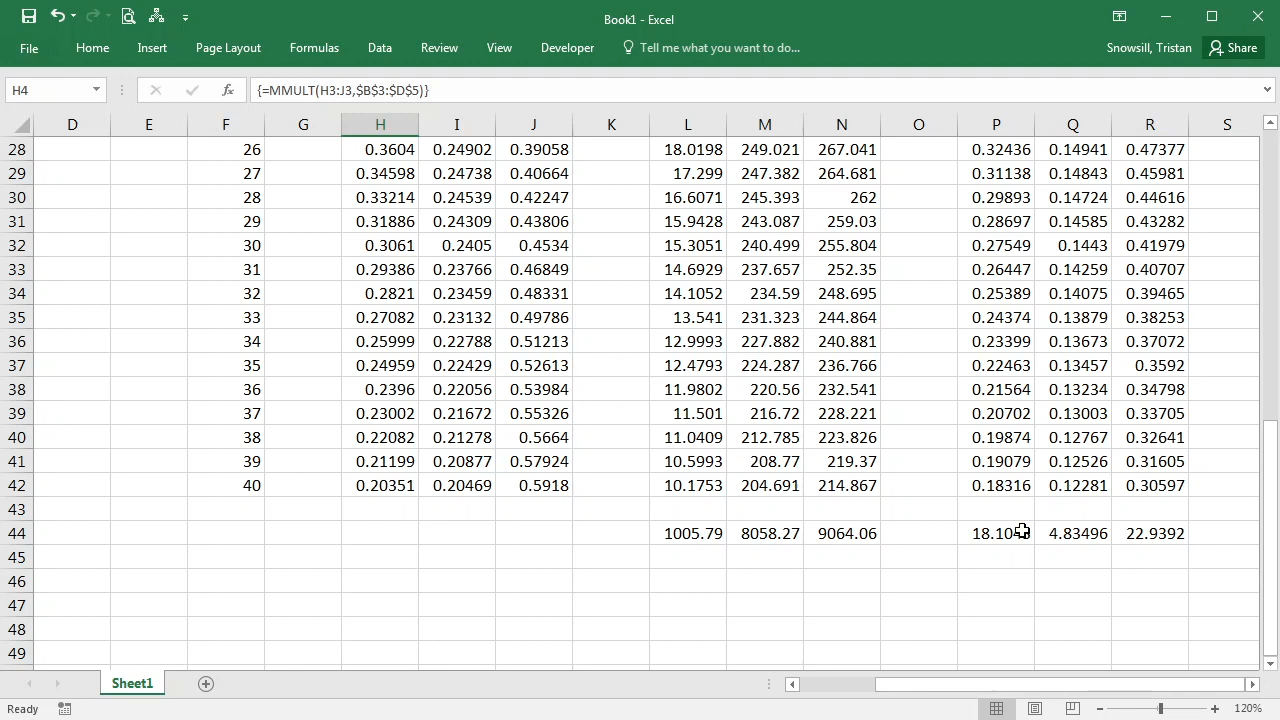 Book1 - Excel
File Home Insert Page Layout Formulas Data Review View Developer Tell me what you want to do... Snowsill, Tristan Share
H4 fx {=MMULT(H3:J3,$B$3:$D$5)}
D E F G H I J K L M N O P Q R S
28 26 0.3604 0.24902 0.39058 18.0198 249.021 267.041 0.32436 0.14941 0.47377
29 27 0.34598 0.24738 0.40664 17.299 247.382 264.681 0.31138 0.14843 0.45981
30 28 0.33214 0.24539 0.42247 16.6071 245.393 262 0.29893 0.14724 0.44616
31 29 0.31886 0.24309 0.43806 15.9428 243.087 259.03 0.28697 0.14585 0.43282
32 30 0.3061 0.2405 0.4534 15.3051 240.499 255.804 0.27549 0.1443 0.41979
33 31 0.29386 0.23766 0.46849 14.6929 237.657 252.35 0.26447 0.14259 0.40707
34 32 0.2821 0.23459 0.48331 14.1052 234.59 248.695 0.25389 0.14075 0.39465
35 33 0.27082 0.23132 0.49786 13.541 231.323 244.864 0.24374 0.13879 0.38253
36 34 0.25999 0.22788 0.51213 12.9993 227.882 240.881 0.23399 0.13673 0.37072
37 35 0.24959 0.22429 0.52613 12.4793 224.287 236.766 0.22463 0.13457 0.3592
38 36 0.2396 0.22056 0.53984 11.9802 220.56 232.541 0.21564 0.13234 0.34798
39 37 0.23002 0.21672 0.55326 11.501 216.72 228.221 0.20702 0.13003 0.33705
40 38 0.22082 0.21278 0.5664 11.0409 212.785 223.826 0.19874 0.12767 0.32641
41 39 0.21199 0.20877 0.57924 10.5993 208.77 219.37 0.19079 0.12526 0.31605
42 40 0.20351 0.20469 0.5918 10.1753 204.691 214.867 0.18316 0.12281 0.30597
43
44 1005.79 8058.27 9064.06 4.83496 22.9392
45
46
47
48
49
Sheet1
Ready 120%